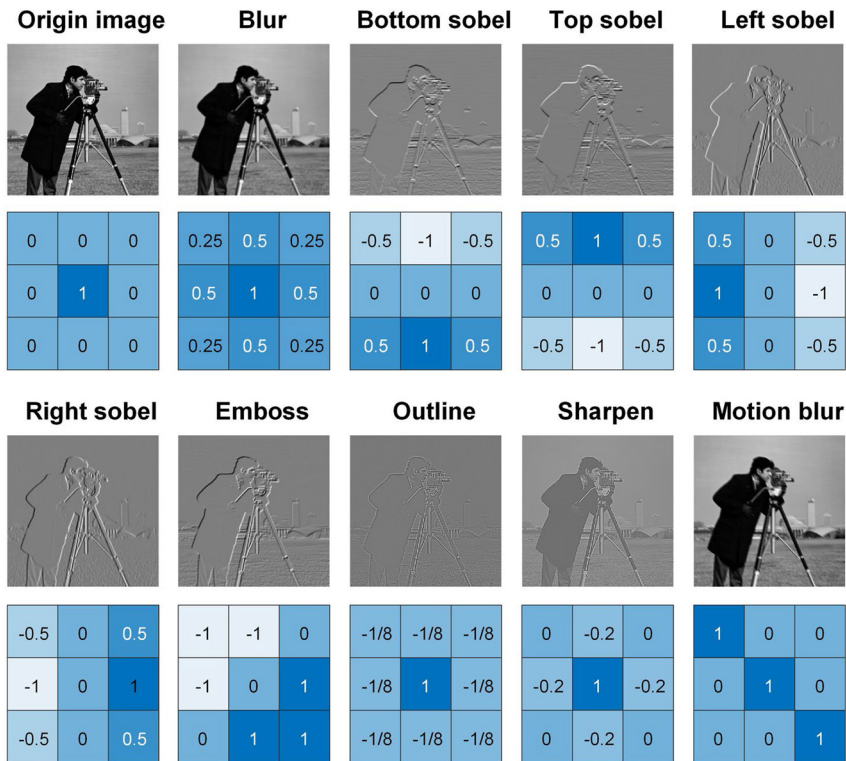 Origin image Blur Bottom sobel Top sobel Left sobel
0 0 0 0.25 0.5 0.25 -0.5 -1 -0.5 0.5 1 0.5 0.5 0 -0.5
0 1 0 0.5 1 0.5 0 0 0 0 0 0 1 0 -1
0 0 0 0.25 0.5 0.25 0.5 1 0.5 -0.5 -1 -0.5 0.5 0 -0.5
Right sobel Emboss Outline Sharpen Motion blur
-0.5 0 0.5 -1 -1 0 -1/8 -1/8 -1/8 0 -0.2 0 1 0 0
-1 0 1 -1 0 1 -1/8 1 -1/8 -0.2 1 -0.2 0 1 0
-0.5 0 0.5 0 1 1 -1/8 -1/8 -1/8 0 -0.2 0 0 0 1